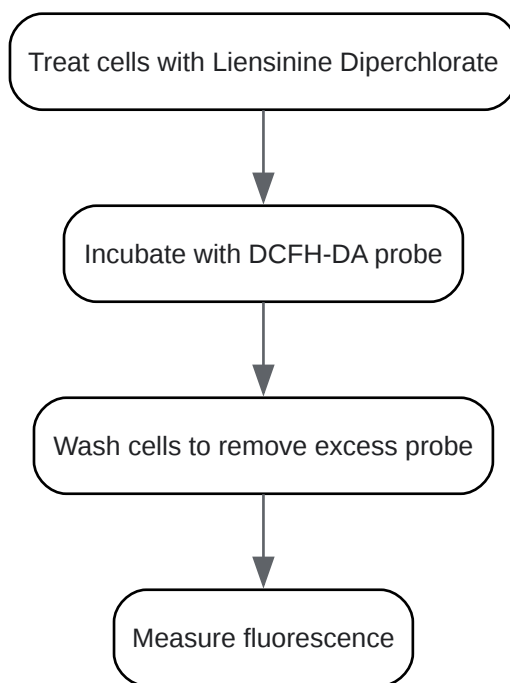 Treat cells with Liensinine Diperchlorate
Incubate with DCFH-DA probe
Wash cells to remove excess probe
Measure fluorescence